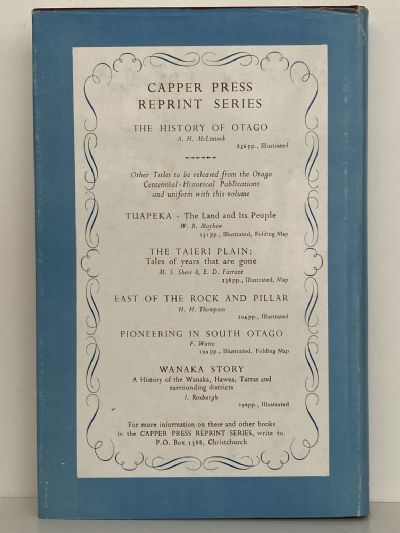 CAPPER PRESS
REPRINT SERIES
THE HISTORY OF OTAGO
A. H. McLintock
856pp., Illustrated
Other Titles to be released from the Otago
Centennial-Historical Publications
and uniform with this volume
TUAPEKA - The Land and Its People
W. R. Mayhew
231pp., Illustrated, Folding Map
THE TAIERI PLAIN;
Tales of years that are gone
M. S. Shaw & E. D. Farrant
238pp., Illustrated, Map
EAST OF THE ROCK AND PILLAR
H. M. Thompson
204pp., Illustrated
PIONEERING IN SOUTH OTAGO
F. Waite
199pp., Illustrated, Folding Map
WANAKA STORY
A History of the Wanaka, Hawea, Tarras and
surrounding districts
I. Roxburgh
296pp., Illustrated
For more information on these and other books
in the CAPPER PRESS REPRINT SERIES, write to:
P.O. Box 1388, Christchurch